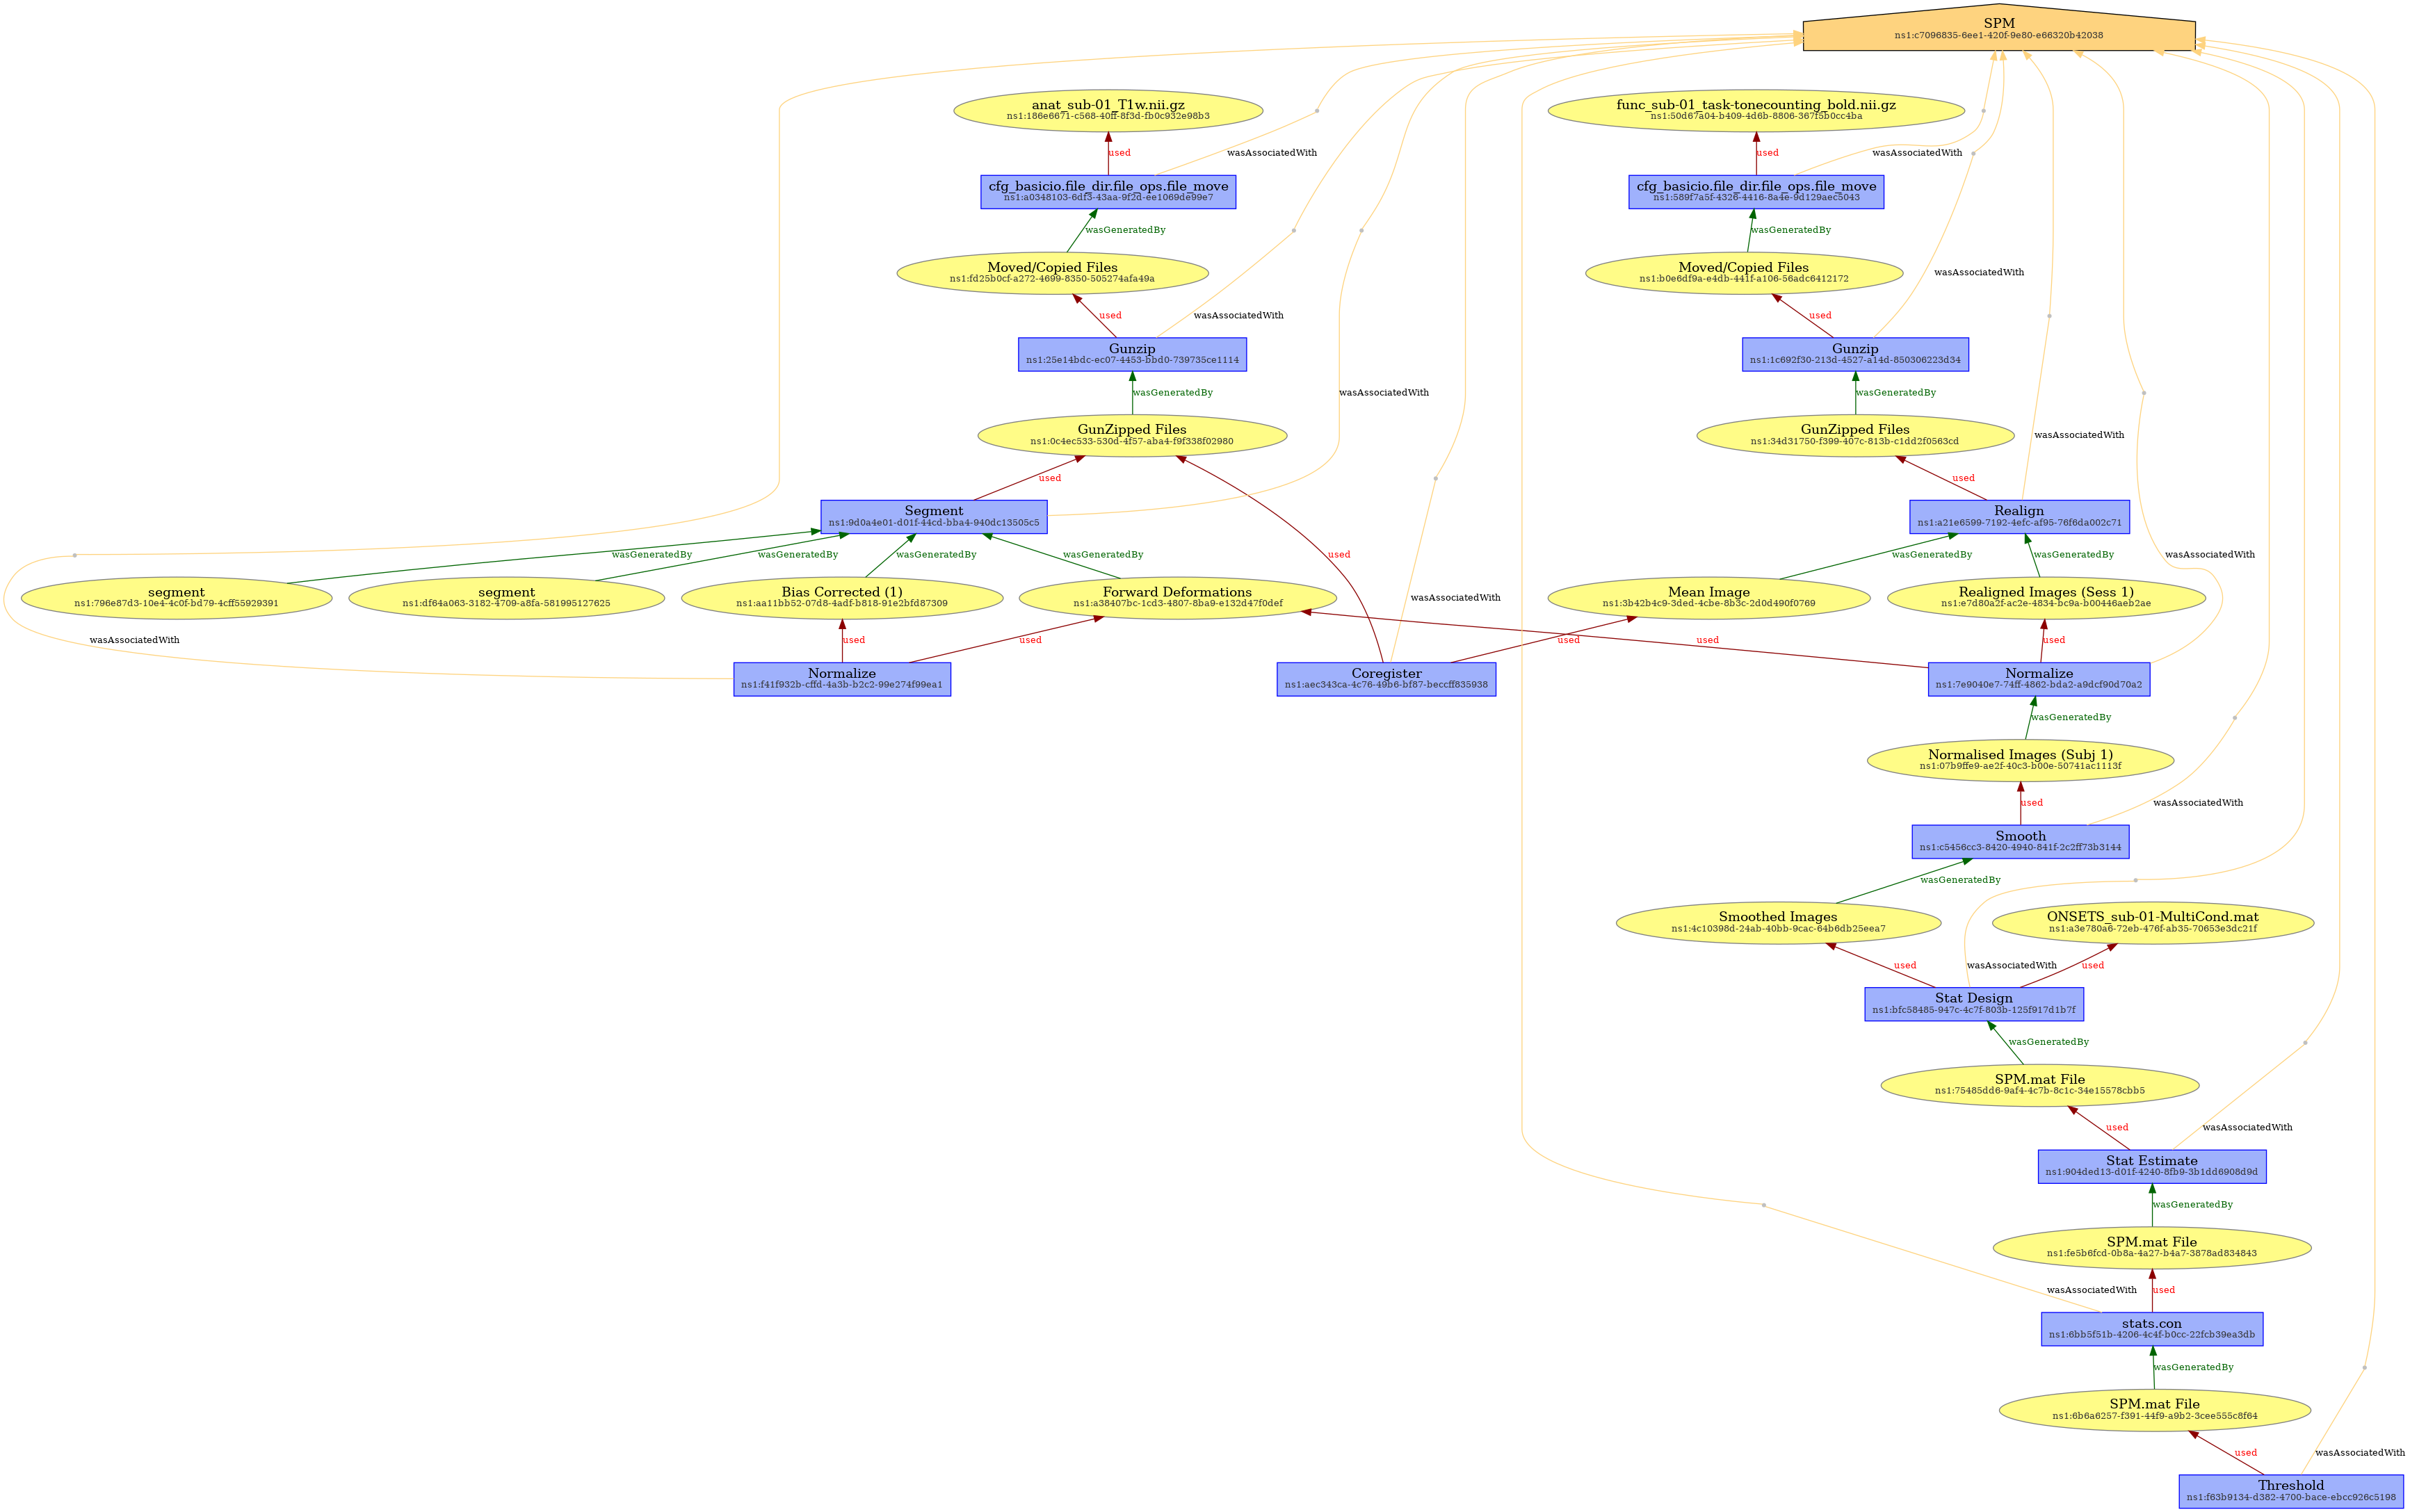 SPM
ns1:c7096835-6ee1-420f-9e80-e66320b42038
anat_sub-01_T1w.nii.gz
ns1:186e6671-c568-40ff-8f3d-fb0c932e98b3
func_sub-01_task-tonecounting_bold.nii.gz
ns1:50d67a04-b409-4d6b-8806-367f5b0cc4ba
used
wasAssociatedWith
used
wasAssociatedWith
cfg_basicio.file_dir.file_ops.file_move
ns1:a0348103-6df3-43aa-9f2d-ee1069de99e7
cfg_basicio.file_dir.file_ops.file_move
ns1:589f7a5f-4326-4416-8a4e-9d129aec5043
wasGeneratedBy
wasGeneratedBy
Moved/Copied Files
ns1:fd25b0cf-a272-4699-8350-505274afa49a
Moved/Copied Files
ns1:b0e6df9a-e4db-441f-a106-56adc6412172
wasAssociatedWith
used
wasAssociatedWith
used
Gunzip
ns1:25e14bdc-ec07-4453-bbd0-739735ce1114
Gunzip
ns1:1c692f30-213d-4527-a14d-850306223d34
wasGeneratedBy
wasAssociatedWith
wasGeneratedBy
GunZipped Files
ns1:0c4ec533-530d-4f57-aba4-f9f338f02980
GunZipped Files
ns1:34d31750-f399-407c-813b-c1dd2f0563cd
wasAssociatedWith
used
used
Segment
ns1:9d0a4e01-d01f-44cd-bba4-940dc13505c5
Realign
ns1:a21e6599-7192-4efc-af95-76f6da002c71
wasGeneratedBy
wasGeneratedBy
wasGeneratedBy
wasGeneratedBy
used
wasGeneratedBy
wasGeneratedBy
wasAssociatedWith
segment
ns1:796e87d3-10e4-4c0f-bd79-4cff55929391
segment
ns1:df64a063-3182-4709-a8fa-581995127625
Bias Corrected (1)
ns1:aa11bb52-07d8-4adf-b818-91e2bfd87309
Forward Deformations
ns1:a38407bc-1cd3-4807-8ba9-e132d47f0def
wasAssociatedWith
Mean Image
ns1:3b42b4c9-3ded-4cbe-8b3c-2d0d490f0769
Realigned Images (Sess 1)
ns1:e7d80a2f-ac2e-4834-bc9a-b00446aeb2ae
wasAssociatedWith
used
used
used
used
used
Normalize
ns1:f41f932b-cffd-4a3b-b2c2-99e274f99ea1
Coregister
ns1:aec343ca-4c76-49b6-bf87-beccff835938
Normalize
ns1:7e9040e7-74ff-4862-bda2-a9dcf90d70a2
wasGeneratedBy
Normalised Images (Subj 1)
ns1:07b9ffe9-ae2f-40c3-b00e-50741ac1113f
used
wasAssociatedWith
Smooth
ns1:c5456cc3-8420-4940-841f-2c2ff73b3144
wasGeneratedBy
Smoothed Images
ns1:4c10398d-24ab-40bb-9cac-64b6db25eea7
ONSETS_sub-01-MultiCond.mat
ns1:a3e780a6-72eb-476f-ab35-70653e3dc21f
used
wasAssociatedWith
used
Stat Design
ns1:bfc58485-947c-4c7f-803b-125f917d1b7f
wasGeneratedBy
SPM.mat File
ns1:75485dd6-9af4-4c7b-8c1c-34e15578cbb5
used
wasAssociatedWith
Stat Estimate
ns1:904ded13-d01f-4240-8fb9-3b1dd6908d9d
wasGeneratedBy
SPM.mat File
ns1:fe5b6fcd-0b8a-4a27-b4a7-3878ad834843
wasAssociatedWith
used
stats.con
ns1:6bb5f51b-4206-4c4f-b0cc-22fcb39ea3db
wasGeneratedBy
SPM.mat File
ns1:6b6a6257-f391-44f9-a9b2-3cee555c8f64
used
wasAssociatedWith
Threshold
ns1:f63b9134-d382-4700-bace-ebcc926c5198